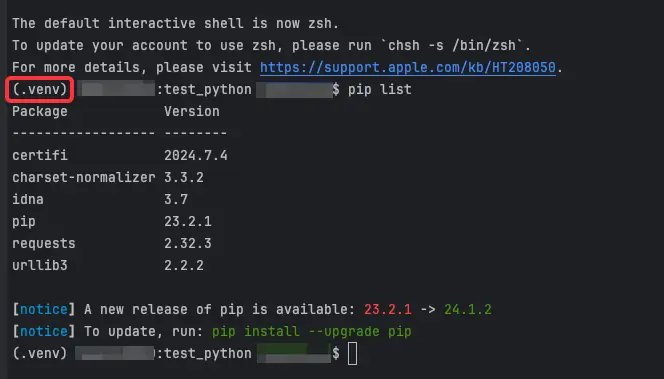 The default interactive shell is now zsh.
To update your account to use zsh, please run `chsh -s /bin/zsh`.
For more details, please visit https://support.apple.com/kb/HT208050.
(.venv) :test_python $ pip list
Package Version
------------------ --------
certifi 2024.7.4
charset-normalizer 3.3.2
idna 3.7
pip 23.2.1
requests 2.32.3
urllib3 2.2.2
[notice] A new release of pip is available: 23.2.1 -> 24.1.2
[notice] To update, run: pip install --upgrade pip
(.venv) :test_python $